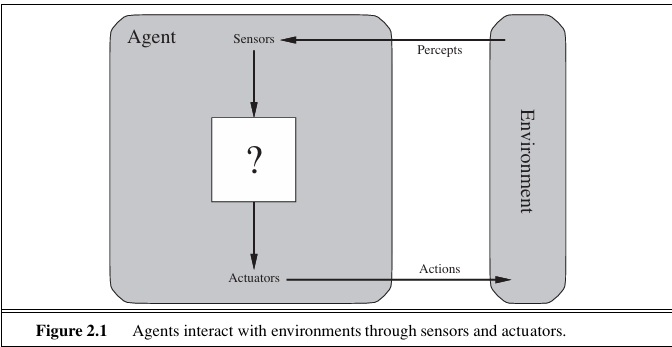 Agent
Sensors
Percepts
?
Environment
Actuators
Actions
Figure 2.1 Agents interact with environments through sensors and actuators.